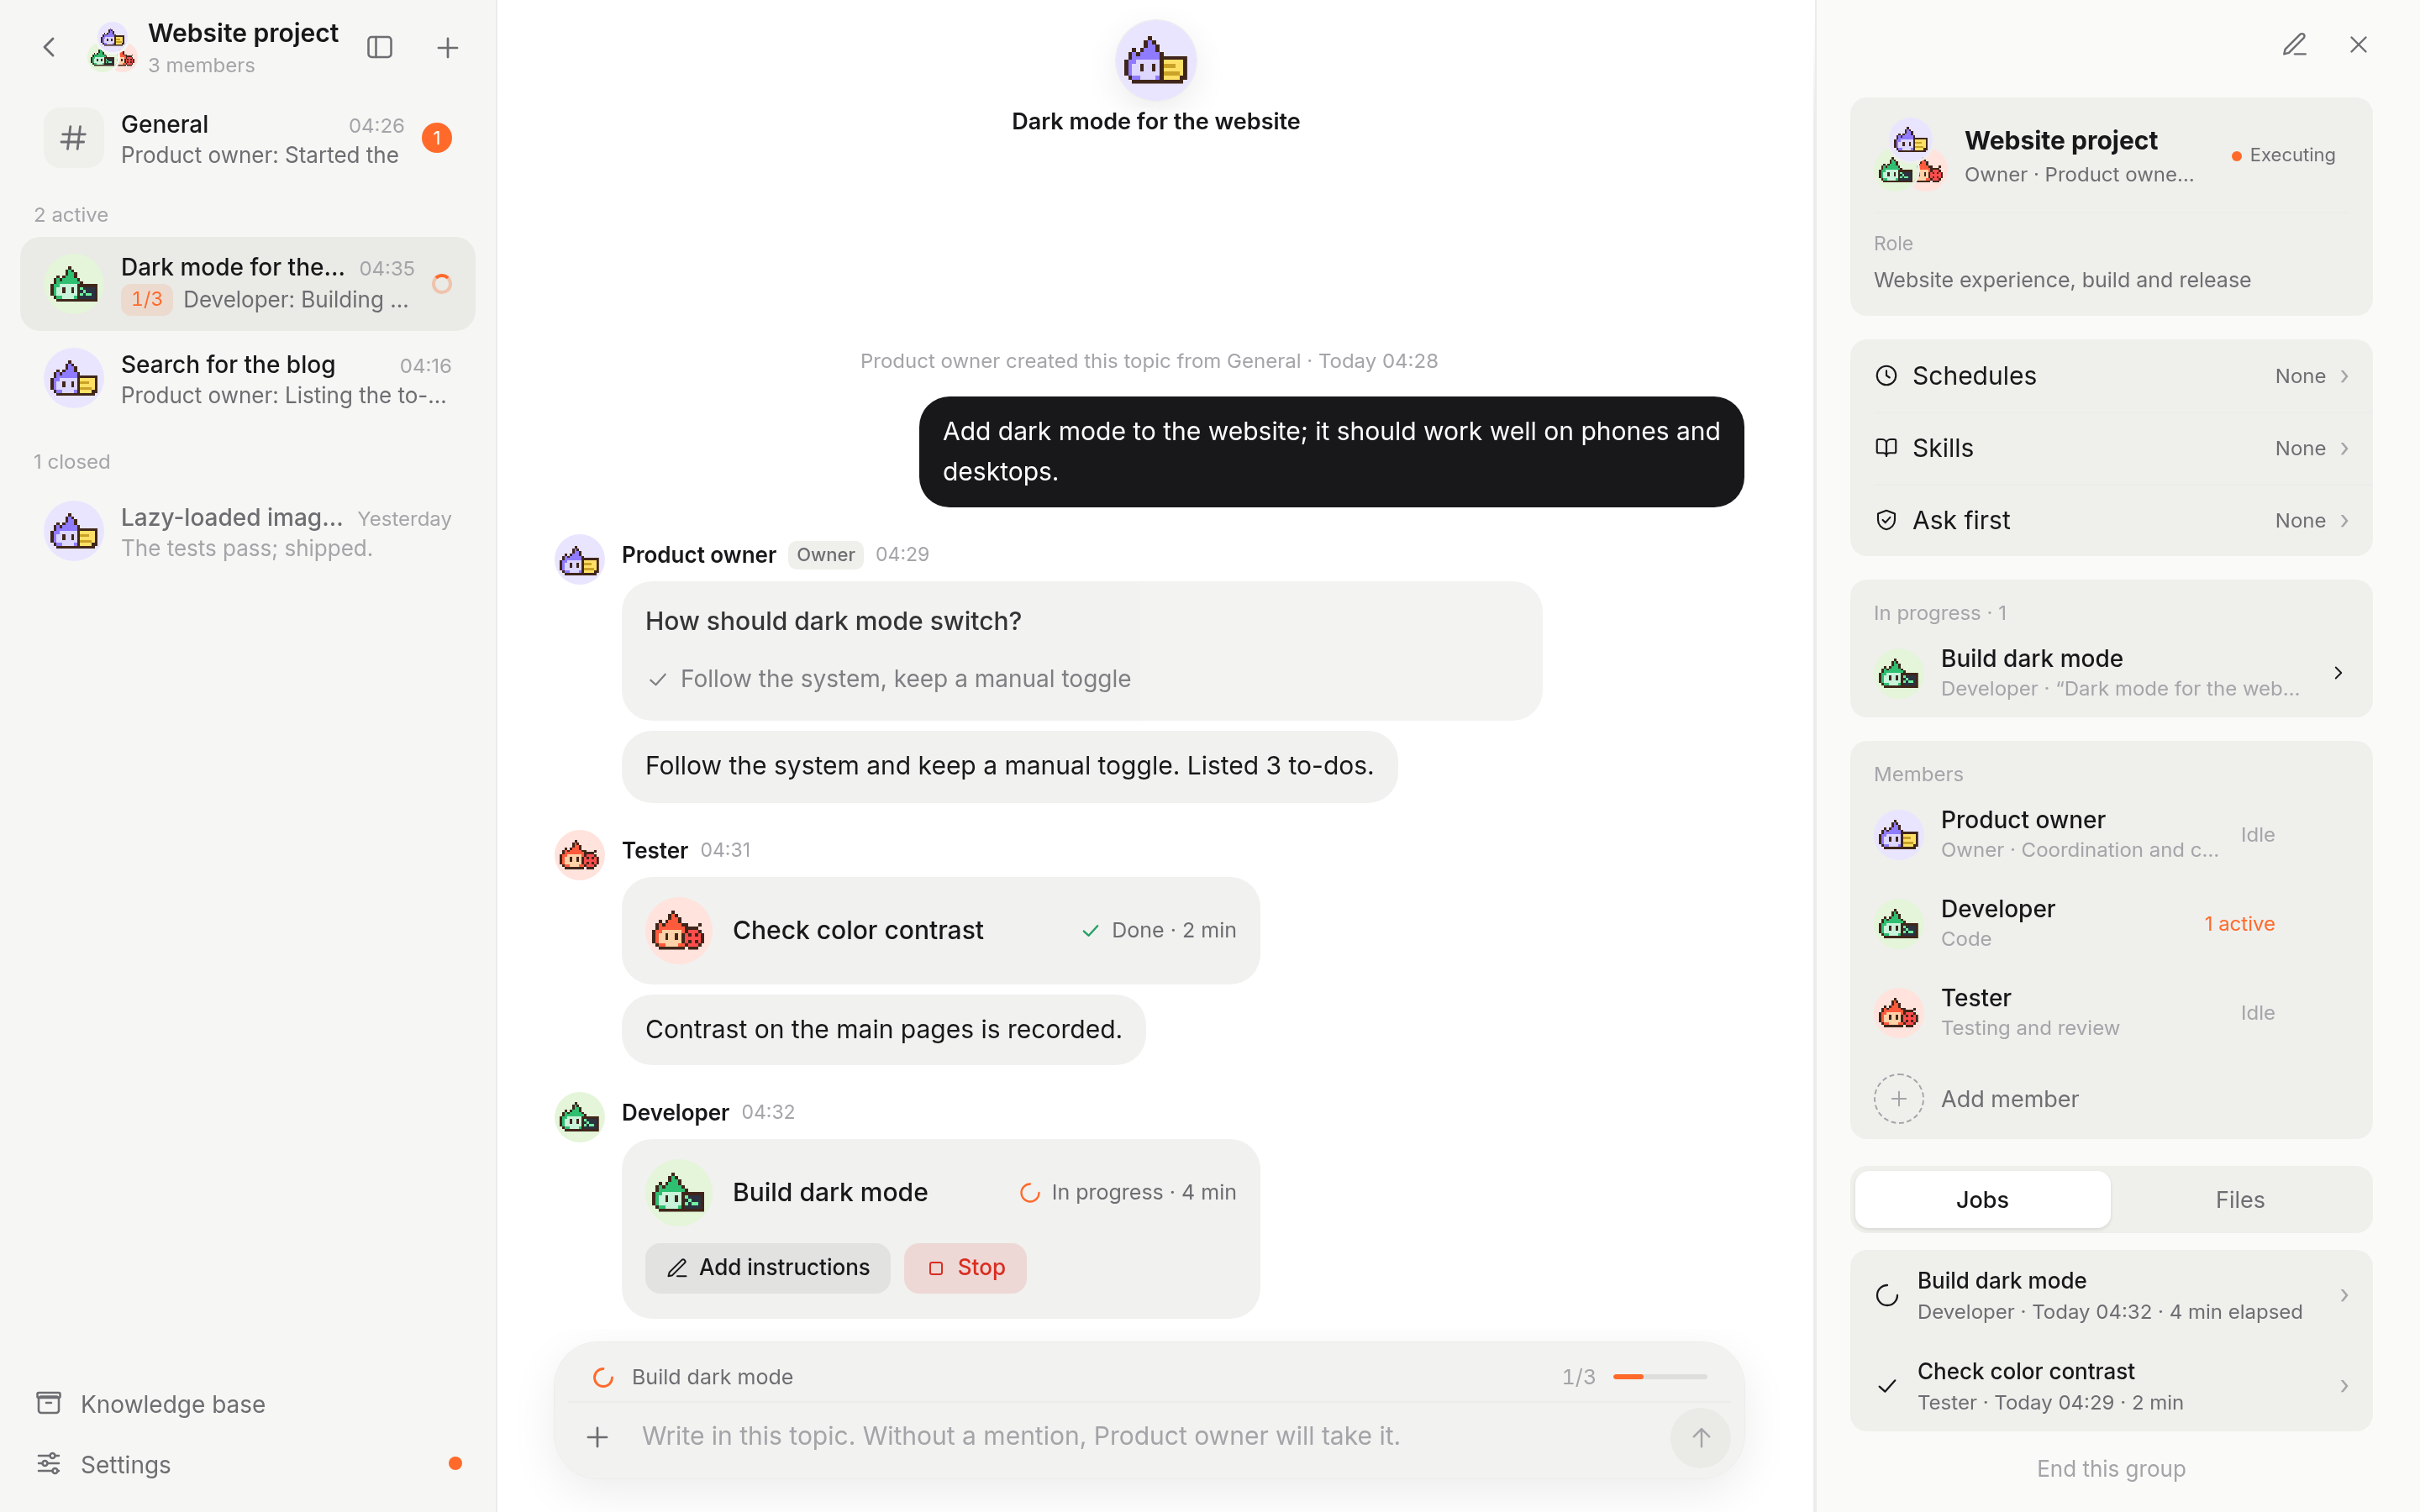 Website project
3 members
General
04:26
1
Product owner: Started the
2 active
Dark mode for the...
04:35
1/3
Developer: Building ...
Search for the blog
04:16
Product owner: Listing the to-...
1 closed
Lazy-loaded imag...
Yesterday
The tests pass; shipped.
Knowledge base
Settings
Dark mode for the website
Product owner created this topic from General · Today 04:28
Add dark mode to the website; it should work well on phones and
desktops.
Product owner
Owner
04:29
How should dark mode switch?
Follow the system, keep a manual toggle
Follow the system and keep a manual toggle. Listed 3 to-dos.
Tester
04:31
Check color contrast
Done · 2 min
Contrast on the main pages is recorded.
Developer
04:32
Build dark mode
In progress · 4 min
Add instructions
Stop
Build dark mode
1/3
Write in this topic. Without a mention, Product owner will take it.
Website project
Owner · Product owne...
Executing
Role
Website experience, build and release
Schedules
None
Skills
None
Ask first
None
In progress · 1
Build dark mode
Developer · “Dark mode for the web...
Members
Product owner
Owner · Coordination and c...
Idle
Developer
Code
1 active
Tester
Testing and review
Idle
Add member
Jobs
Files
Build dark mode
Developer · Today 04:32 · 4 min elapsed
Check color contrast
Tester · Today 04:29 · 2 min
End this group